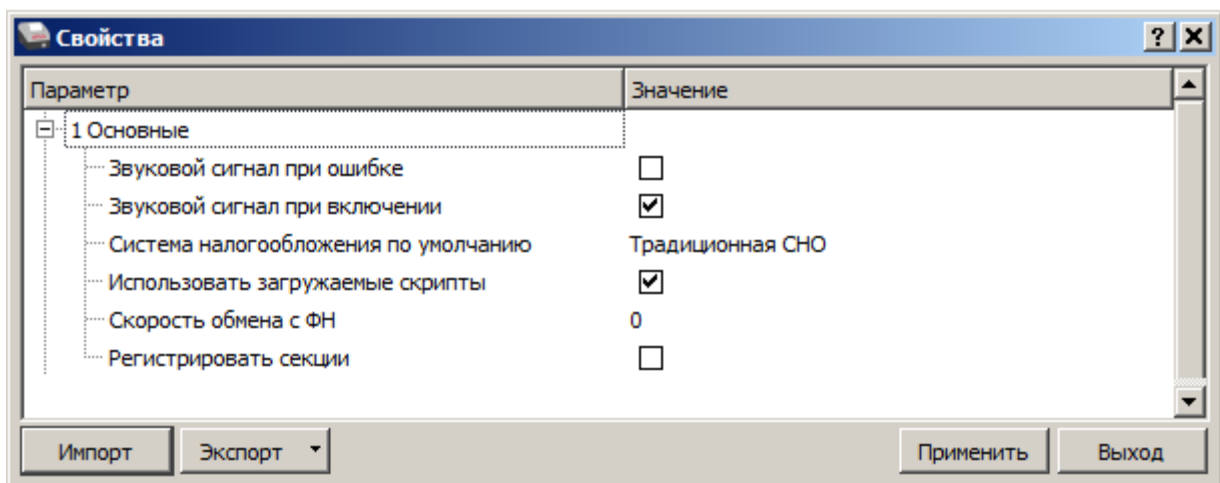 Свойства
Параметр Значение
1 Основные
Звуковой сигнал при ошибке
Звуковой сигнал при включении
Система налогообложения по умолчанию Традиционная СНО
Использовать загружаемые скрипты
Скорость обмена с ФН 0
Регистрировать секции
Импорт Экспорт Применить Выход